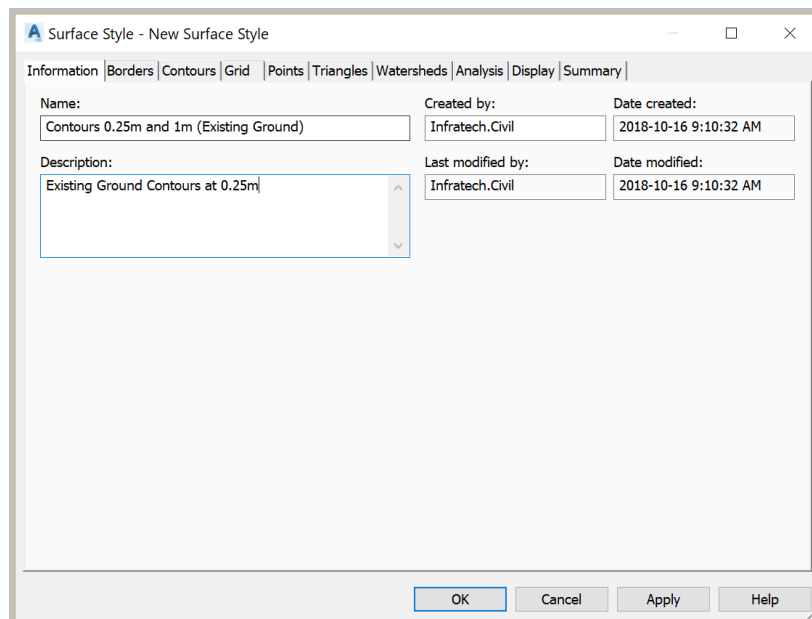 Surface Style - New Surface Style
Information Borders Contours Grid Points Triangles Watersheds Analysis Display Summary
Name: Created by: Date created:
Contours 0.25m and 1m (Existing Ground) Infratech.Civil 2018-10-16 9:10:32 AM
Description: Last modified by: Date modified:
Existing Ground Contours at 0.25m Infratech.Civil 2018-10-16 9:10:32 AM
OK Cancel Apply Help